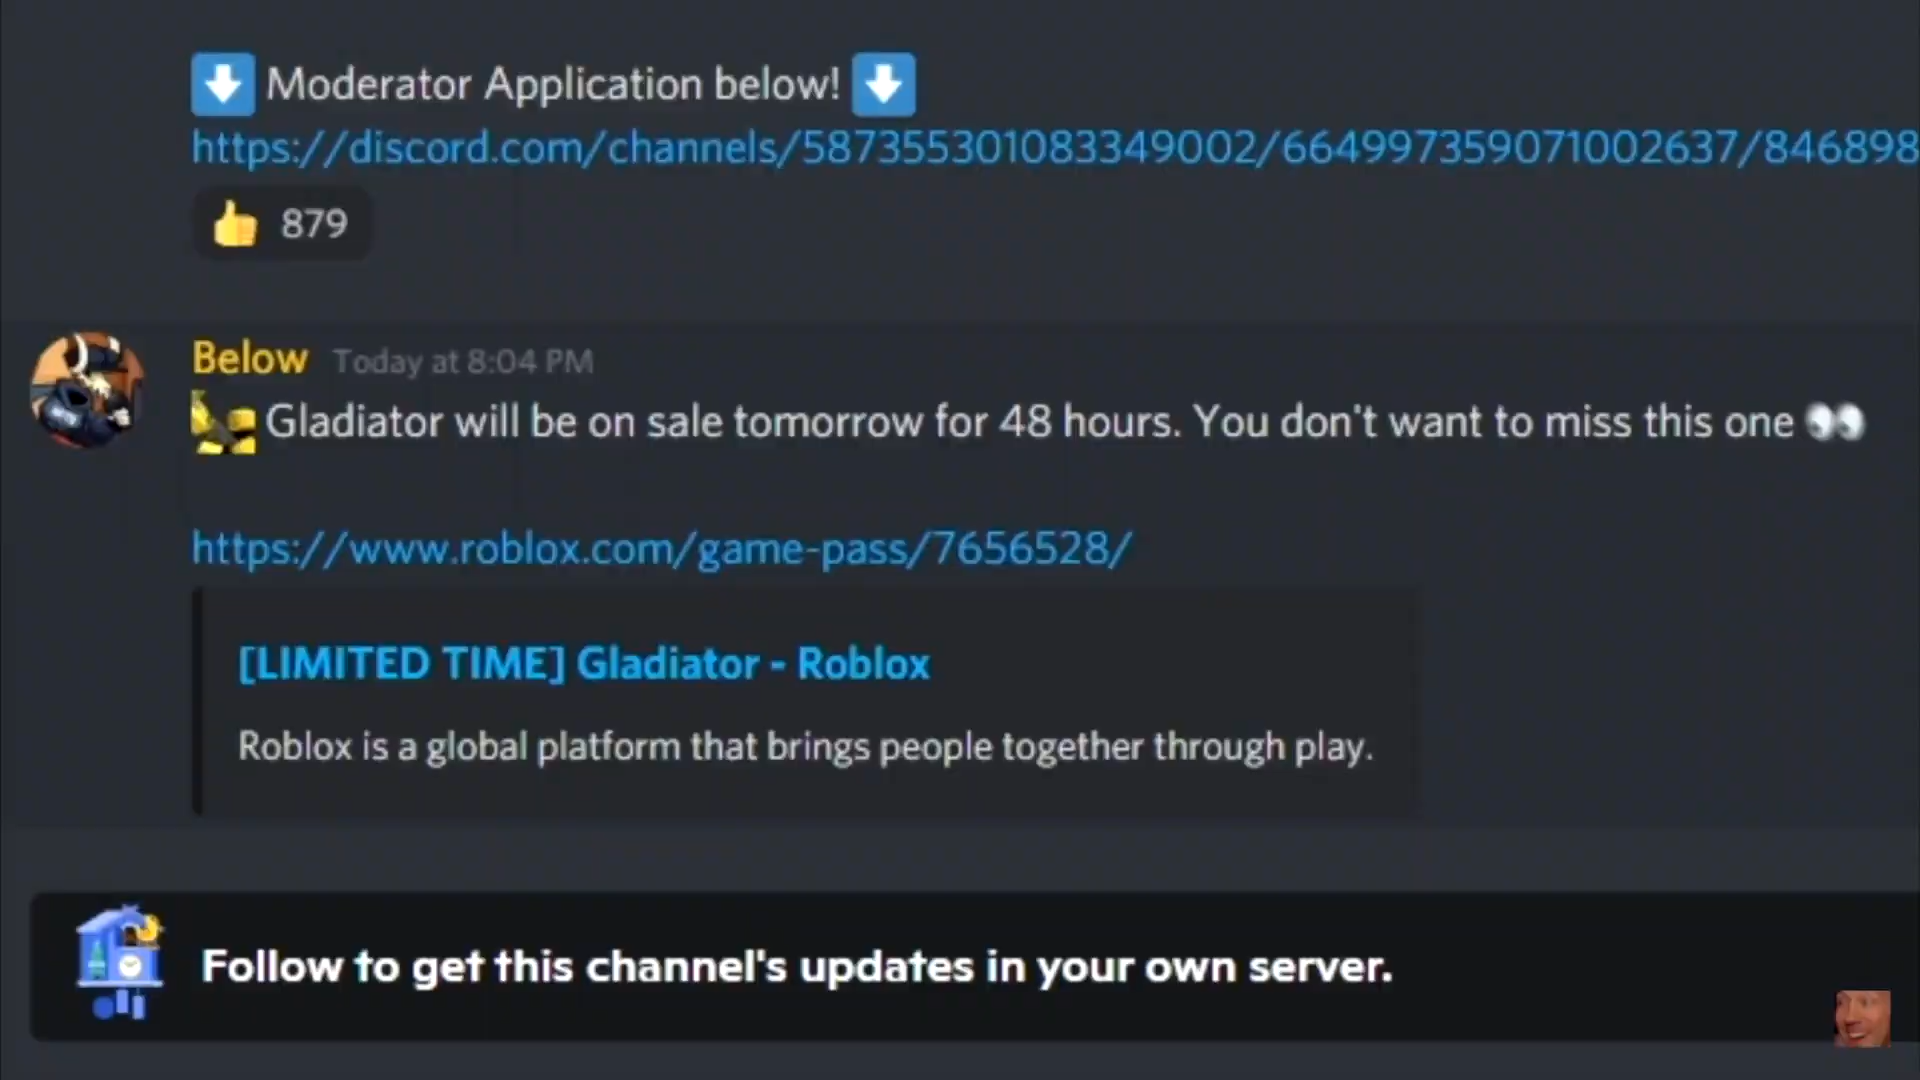 Moderator Application below!
https://discord.com/channels/587355301083349002/664997359071002637/846898
879
Below Today at 8:04 PM
Gladiator will be on sale tomorrow for 48 hours. You don't want to miss this one
https://www.roblox.com/game-pass/7656528/
[LIMITED TIME] Gladiator - Roblox
Roblox is a global platform that brings people together through play.
Follow to get this channel's updates in your own server.